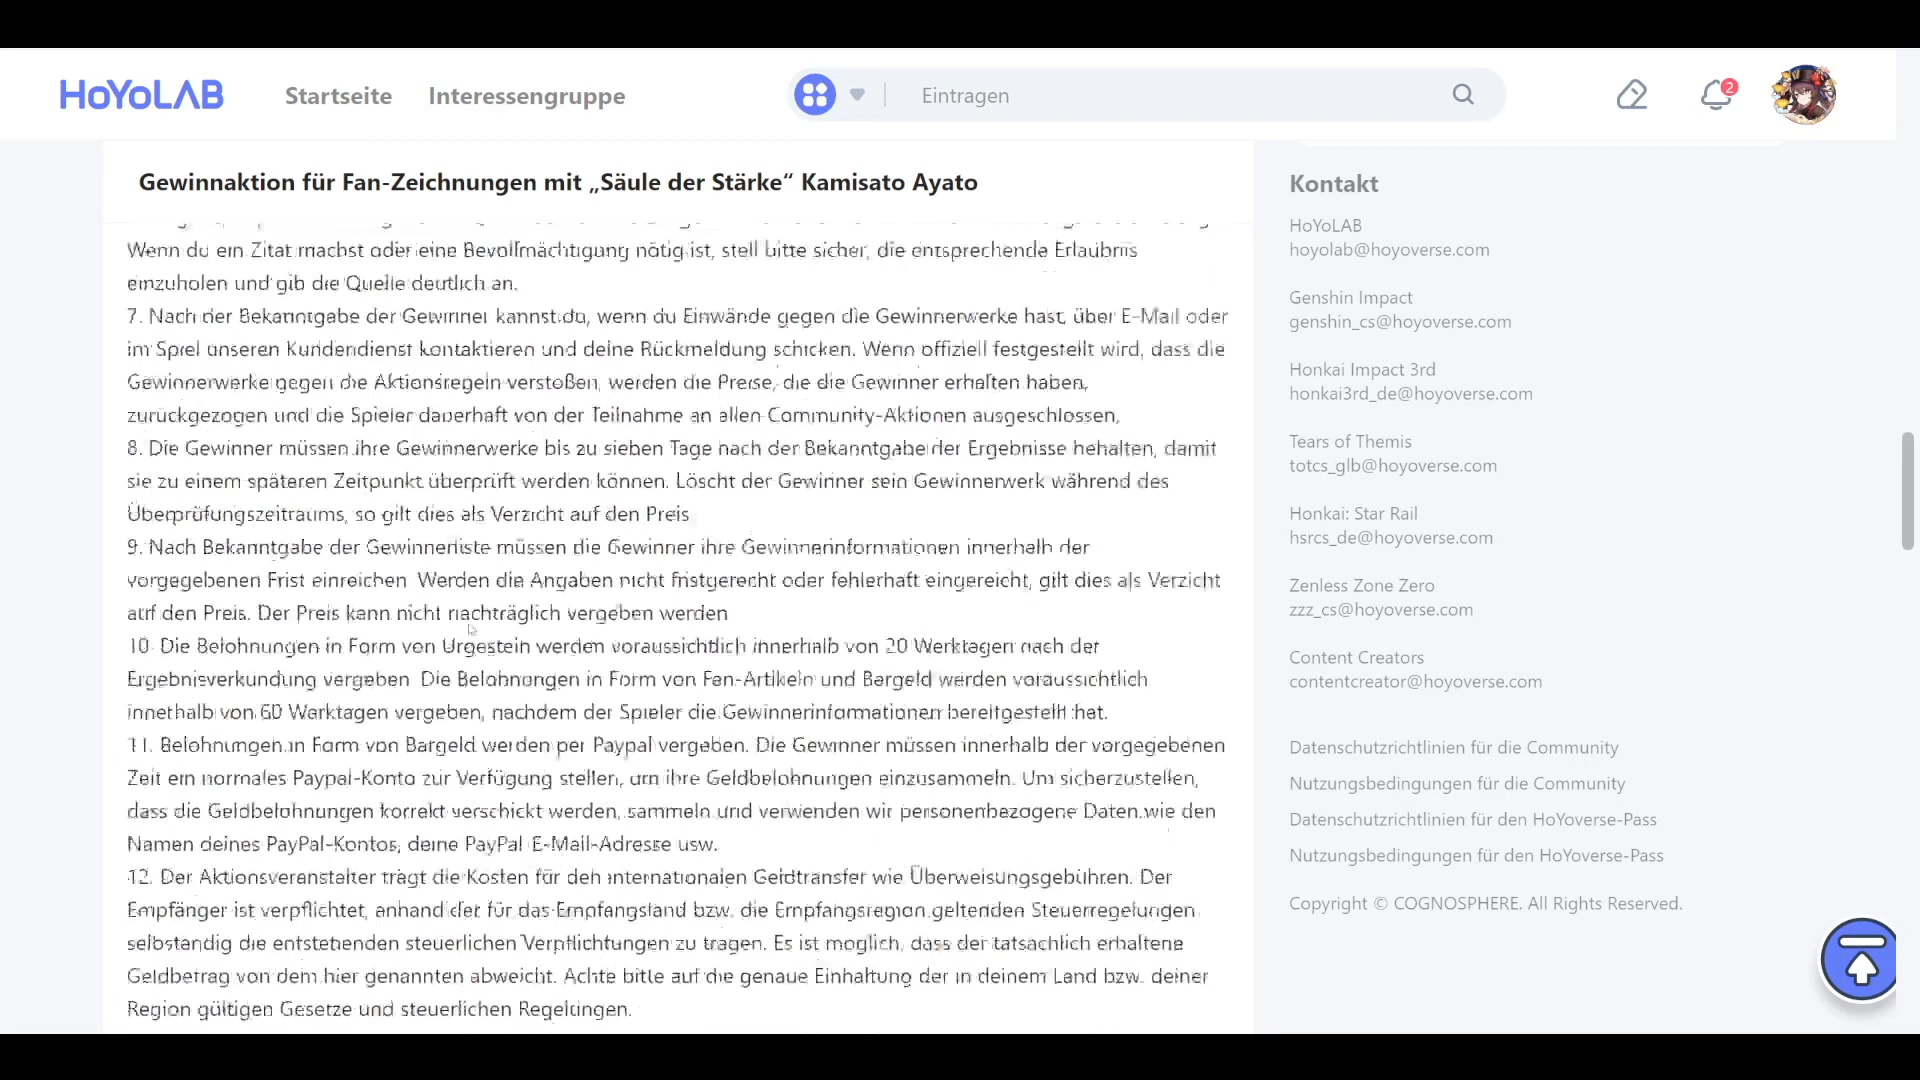 HoYoLAB
Startseite
Interessengruppe
Eintragen
2
Gewinnaktion für Fan-Zeichnungen mit „Säule der Stärke“ Kamisato Ayato
Wenn du ein Zitat machst oder eine Bevollmächtigung nötig ist, stell bitte sicher, die entsprechende Erlaubnis
einzuholen und gib die Quelle deutlich an.
7. Nach der Bekanntgabe der Gewinner kannst du, wenn du Einwände gegen die Gewinnerwerke hast, über E-Mail oder
im Spiel unseren Kundendienst kontaktieren und deine Rückmeldung schicken. Wenn offiziell festgestellt wird, dass die
Gewinnerwerke gegen die Aktionsregeln verstoßen, werden die Preise, die die Gewinner erhalten haben,
zurückgezogen und die Spieler dauerhaft von der Teilnahme an allen Community-Aktionen ausgeschlossen.
8. Die Gewinner müssen ihre Gewinnerwerke bis zu sieben Tage nach der Bekanntgabe der Ergebnisse behalten, damit
sie zu einem späteren Zeitpunkt überprüft werden können. Löscht der Gewinner sein Gewinnerwerk während des
Überprüfungszeitraums, so gilt dies als Verzicht auf den Preis.
9. Nach Bekanntgabe der Gewinnerliste müssen die Gewinner ihre Gewinnerinformationen innerhalb der
vorgegebenen Frist einreichen. Werden die Angaben nicht fristgerecht oder fehlerhaft eingereicht, gilt dies als Verzicht
auf den Preis. Der Preis kann nicht nachträglich vergeben werden.
10. Die Belohnungen in Form von Urgestein werden voraussichtlich innerhalb von 20 Werktagen nach der
Ergebnisverkündung vergeben. Die Belohnungen in Form von Fan-Artikeln und Bargeld werden voraussichtlich
innerhalb von 60 Werktagen vergeben, nachdem der Spieler die Gewinnerinformationen bereitgestellt hat.
11. Belohnungen in Form von Bargeld werden per Paypal vergeben. Die Gewinner müssen innerhalb der vorgegebenen
Zeit ein normales Paypal-Konto zur Verfügung stellen, um ihre Geldbelohnungen einzusammeln. Um sicherzustellen,
dass die Geldbelohnungen korrekt verschickt werden, sammeln und verwenden wir personenbezogene Daten wie den
Namen deines PayPal-Kontos, deine PayPal E-Mail-Adresse usw.
12. Der Aktionsveranstalter trägt die Kosten für den internationalen Geldtransfer wie Überweisungsgebühren. Der
Empfänger ist verpflichtet, anhand der für das Empfangsland bzw. die Empfangsregion geltenden Steuerregelungen
selbständig die entstehenden steuerlichen Verpflichtungen zu tragen. Es ist möglich, dass der tatsächlich erhaltene
Geldbetrag von dem hier genannten abweicht. Achte bitte auf die genaue Einhaltung der in deinem Land bzw. deiner
Region gültigen Gesetze und steuerlichen Regelungen.
Kontakt
HoYoLAB
hoyolab@hoyoverse.com
Genshin Impact
genshin_cs@hoyoverse.com
Honkai Impact 3rd
honkai3rd_de@hoyoverse.com
Tears of Themis
totcs_glb@hoyoverse.com
Honkai: Star Rail
hsrcs_de@hoyoverse.com
Zenless Zone Zero
zzz_cs@hoyoverse.com
Content Creators
contentcreator@hoyoverse.com
Datenschutzrichtlinien für die Community
Nutzungsbedingungen für die Community
Datenschutzrichtlinien für den HoYoverse-Pass
Nutzungsbedingungen für den HoYoverse-Pass
Copyright © COGNOSPHERE. All Rights Reserved.